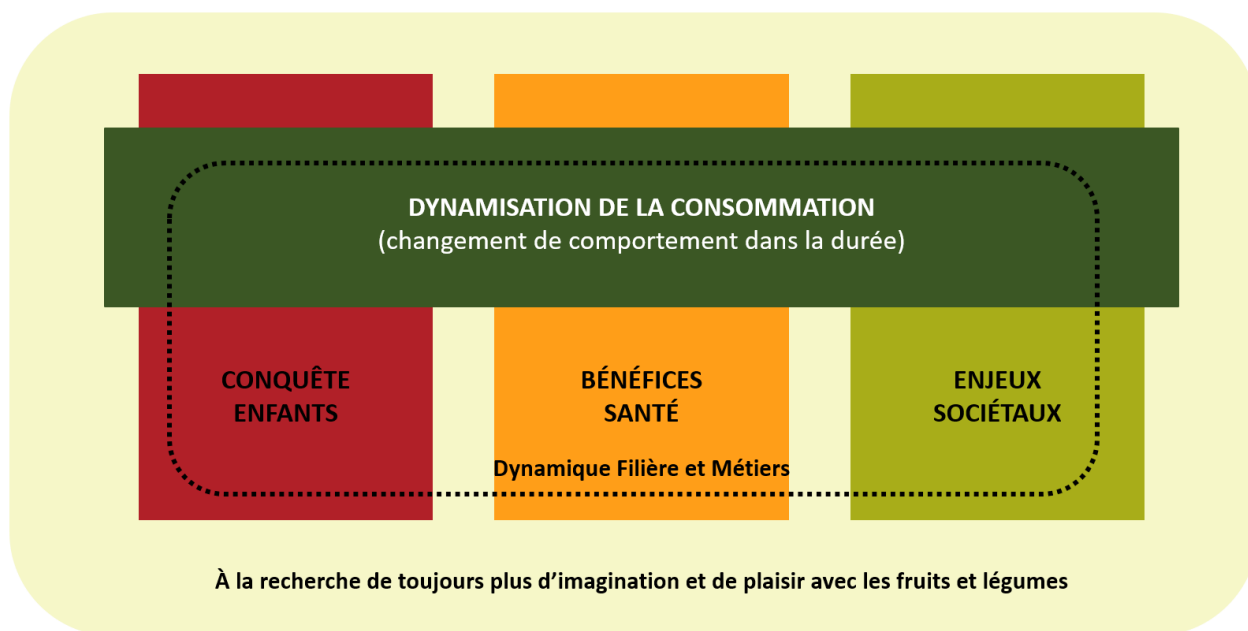 DYNAMISATION DE LA CONSOMMATION
(changement de comportement dans la durée)
CONQUÊTE
ENFANTS
BÉNÉFICES
SANTÉ
ENJEUX
SOCIÉTAUX
Dynamique Filière et Métiers
À la recherche de toujours plus d’imagination et de plaisir avec les fruits et légumes